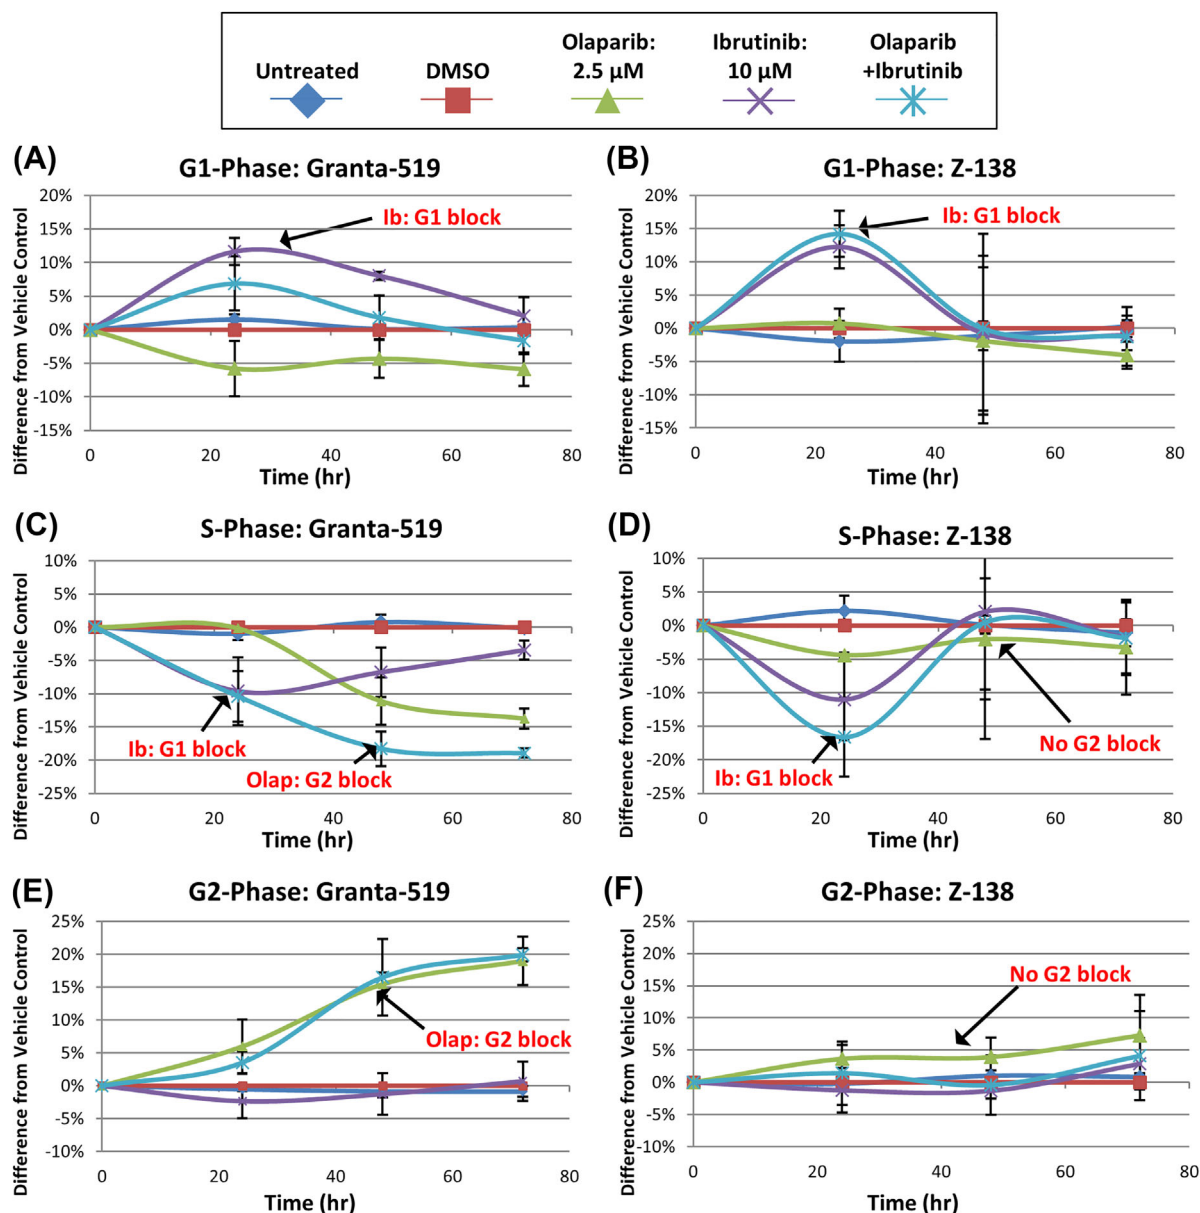 Untreated
DMSO
Olaparib:
2.5 µM
Ibrutinib:
10 µM
Olaparib
+Ibrutinib
(A)
G1-Phase: Granta-519
Difference from Vehicle Control
20%
15%
10%
5%
0%
-5%
-10%
-15%
Ib: G1 block
0
20
40
60
80
Time (hr)
(B)
G1-Phase: Z-138
Difference from Vehicle Control
20%
15%
10%
5%
0%
-5%
-10%
-15%
Ib: G1 block
0
20
40
60
80
Time (hr)
(C)
S-Phase: Granta-519
Difference from Vehicle Control
10%
5%
0%
-5%
-10%
-15%
-20%
-25%
Ib: G1 block
Olap: G2 block
0
20
40
60
80
Time (hr)
(D)
S-Phase: Z-138
Difference from Vehicle Control
10%
5%
0%
-5%
-10%
-15%
-20%
-25%
No G2 block
Ib: G1 block
0
20
40
60
80
Time (hr)
(E)
G2-Phase: Granta-519
Difference from Vehicle Control
25%
20%
15%
10%
5%
0%
-5%
-10%
Olap: G2 block
0
20
40
60
80
Time (hr)
(F)
G2-Phase: Z-138
Difference from Vehicle Control
25%
20%
15%
10%
5%
0%
-5%
-10%
No G2 block
0
20
40
60
80
Time (hr)